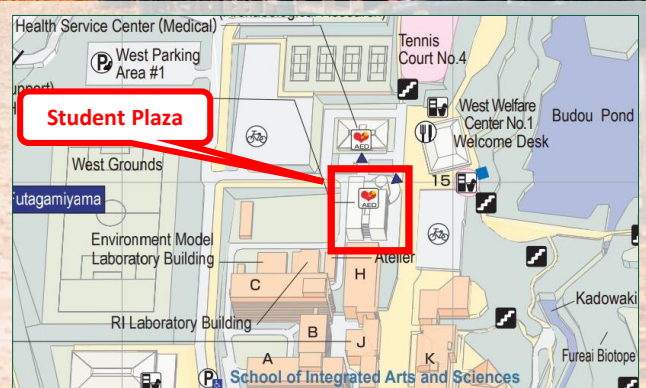 Health Service Center (Medical)
Tennis
Court No.4
P
West Parking
Area #1
West Welfare
Center No.1
Welcome Desk
Budou Pond
Student Plaza
AED
West Grounds
15
AED
utagamiyama
Environment Model
Laboratory Building
Atelier
H
C
Kadowaki
RI Laboratory Building
B
J
A
K
Fureai Biotope
P
School of Integrated Arts and Sciences